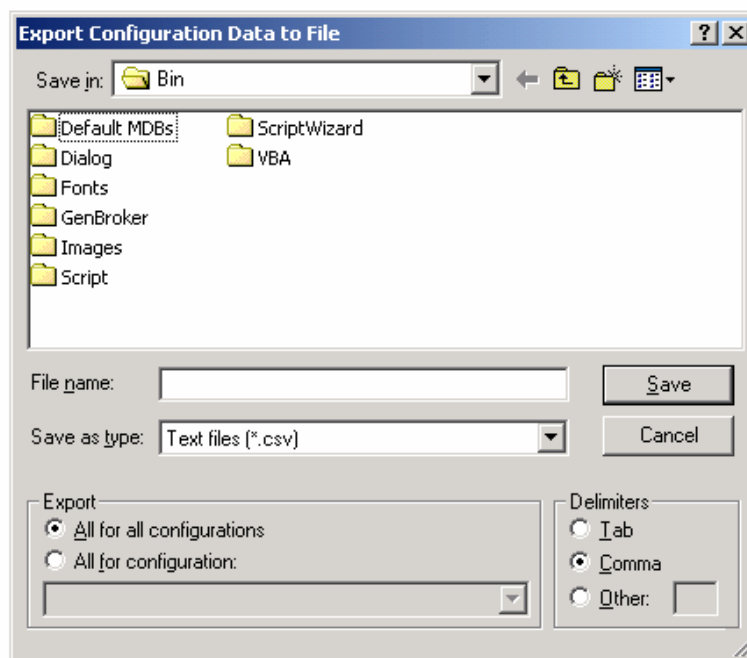 Export Configuration Data to File
Save in: Bin
Default MDBs ScriptWizard
Dialog VBA
Fonts
GenBroker
Images
Script
File name: Save
Save as type: Text files (*.csv) Cancel
Export Delimiters
All for all configurations Tab
All for configuration: Comma
Other: